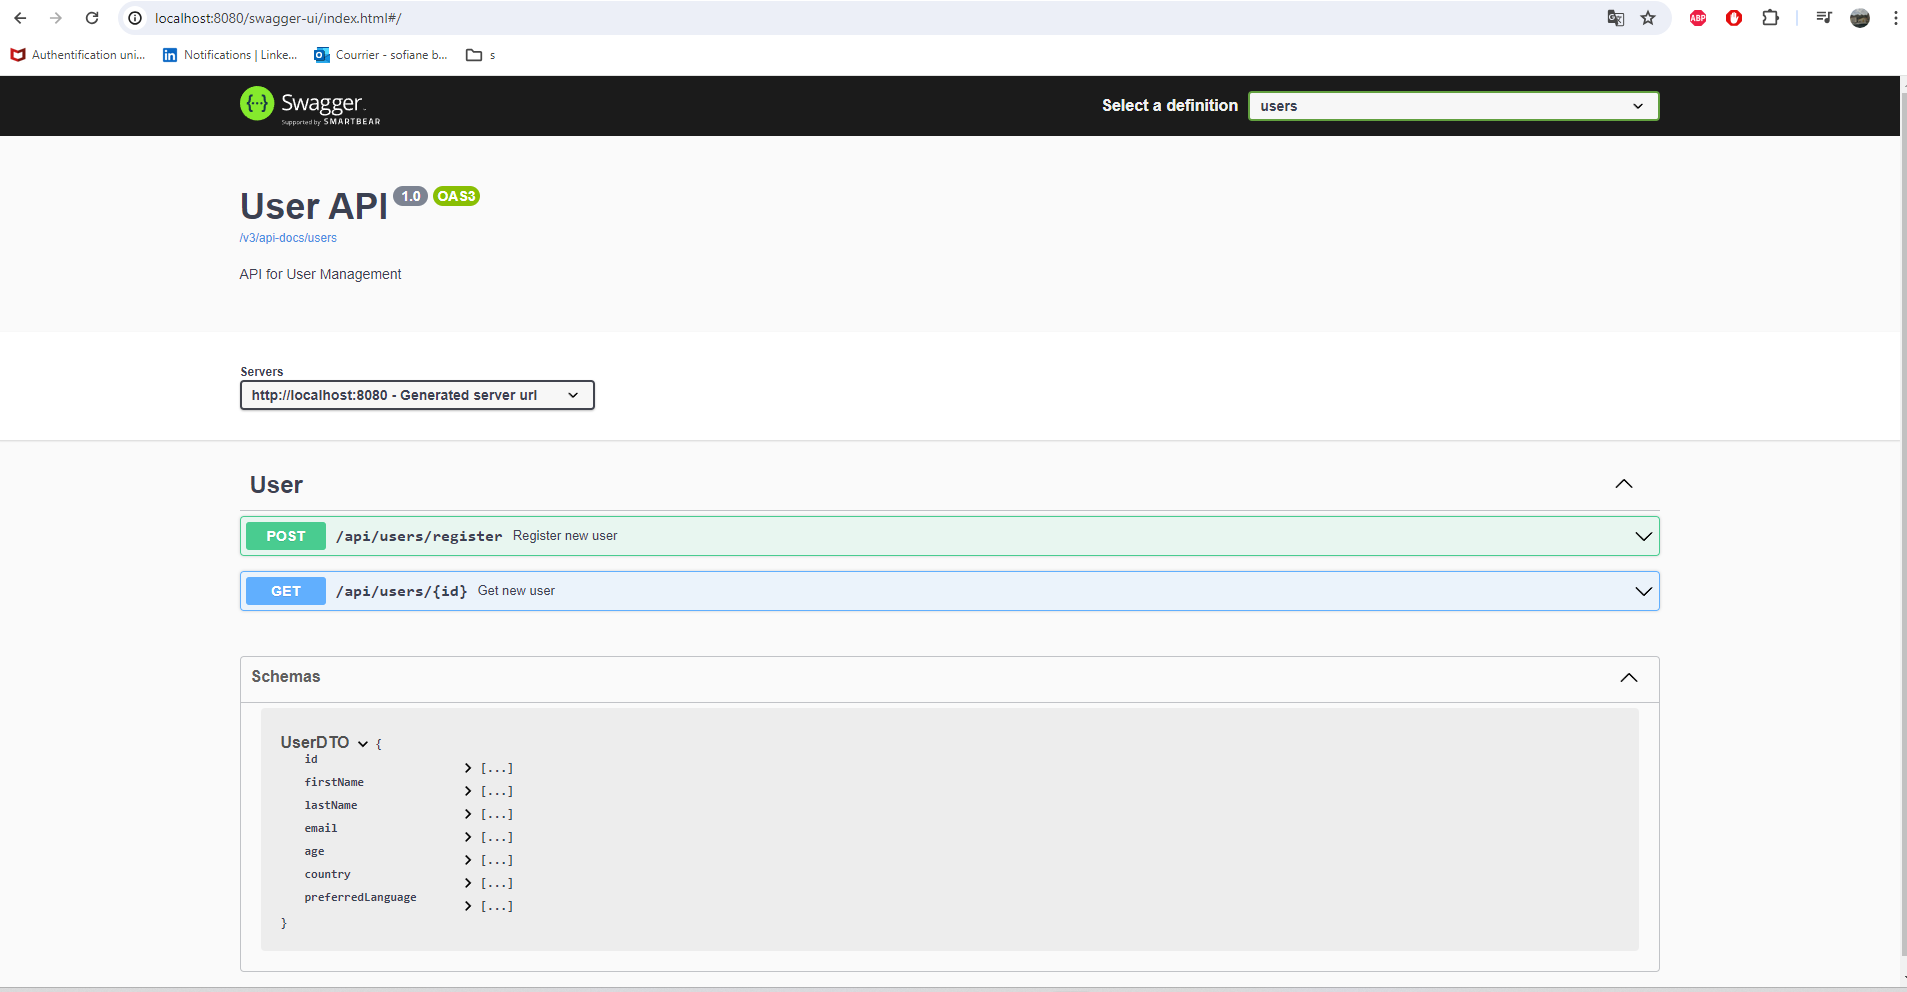 localhost:8080/swagger-ui/index.html#/
ABP
Authentification uni... Notifications | Linke... Courrier - sofiane b... s
Swagger
Supported by SMARTBEAR
Select a definition users
User API 1.0 OAS3
/v3/api-docs/users
API for User Management
Servers
http://localhost:8080 - Generated server url
User
POST /api/users/register Register new user
GET /api/users/{id} Get new user
Schemas
UserDTO {
id [...]
firstName [...]
lastName [...]
email [...]
age [...]
country [...]
preferredLanguage [...]
}